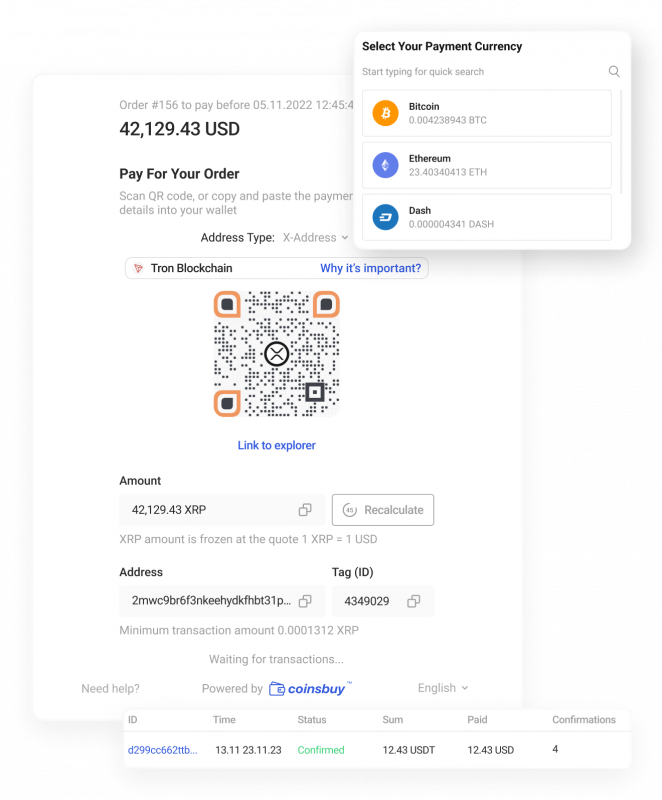 Select Your Payment Currency
Start typing for quick search
Bitcoin
0.004238943 BTC
Ethereum
23.40340413 ETH
Dash
0.000004341 DASH
Order #156 to pay before 05.11.2022 12:45:4
42,129.43 USD
Pay For Your Order
Scan QR code, or copy and paste the paymen
details into your wallet
Address Type: X-Address
Tron Blockchain Why it's important?
Link to explorer
Amount
42,129.43 XRP 45 Recalculate
XRP amount is frozen at the quote 1 XRP = 1 USD
Address Tag (ID)
2mwc9br6f3nkeehydkfhbt31p... 4349029
Minimum transaction amount 0.0001312 XRP
Waiting for transactions...
Need help? Powered by coinsbuy™ English
ID Time Status Sum Paid Confirmations
d299cc662ttb... 13.11 23.11.23 Confirmed 12.43 USDT 12.43 USD 4